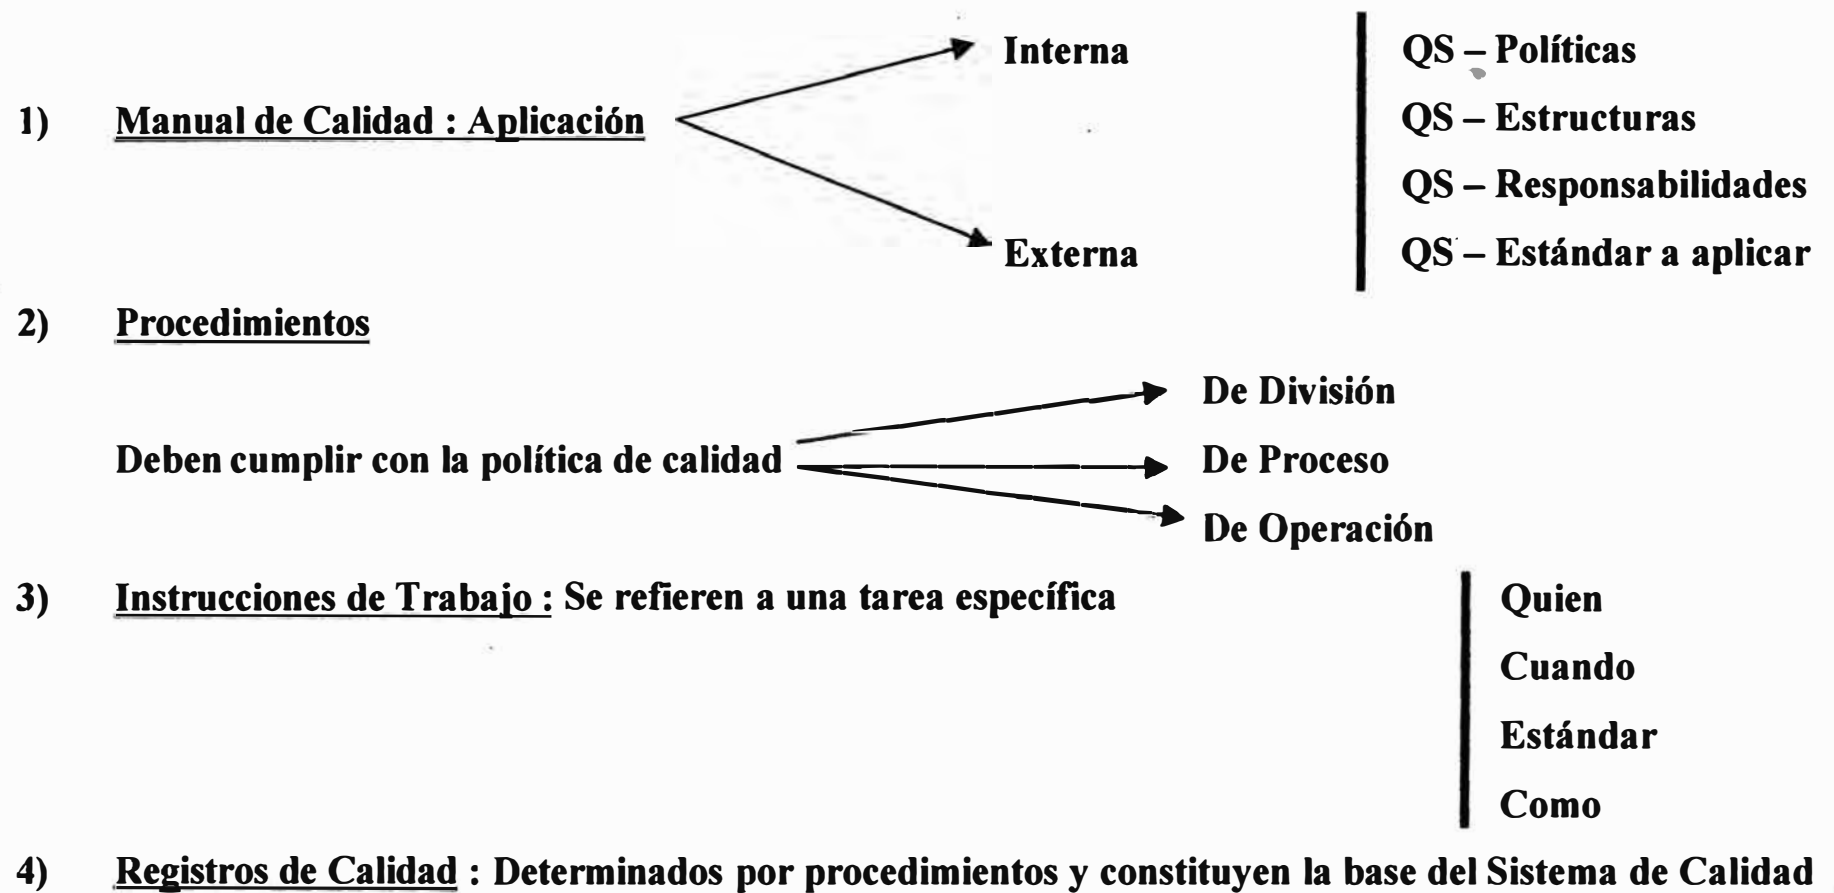 Interna QS – Políticas
1) Manual de Calidad : Aplicación QS – Estructuras
QS – Responsabilidades
Externa QS – Estándar a aplicar
2) Procedimientos
De División
Deben cumplir con la política de calidad De Proceso
De Operación
3) Instrucciones de Trabajo : Se refieren a una tarea específica Quien
Cuando
Estándar
Como
4) Registros de Calidad : Determinados por procedimientos y constituyen la base del Sistema de Calidad